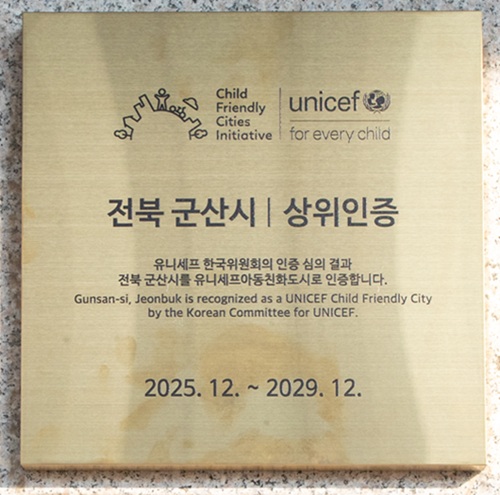 Child
Friendly
Cities
Initiative
unicef
for every child
전북 군산시 | 상위인증
유니세프 한국위원회의 인증 심의 결과
전북 군산시를 유니세프아동친화도시로 인증합니다.
Gunsan-si, Jeonbuk is recognized as a UNICEF Child Friendly City
by the Korean Committee for UNICEF.
2025. 12. ~ 2029. 12.